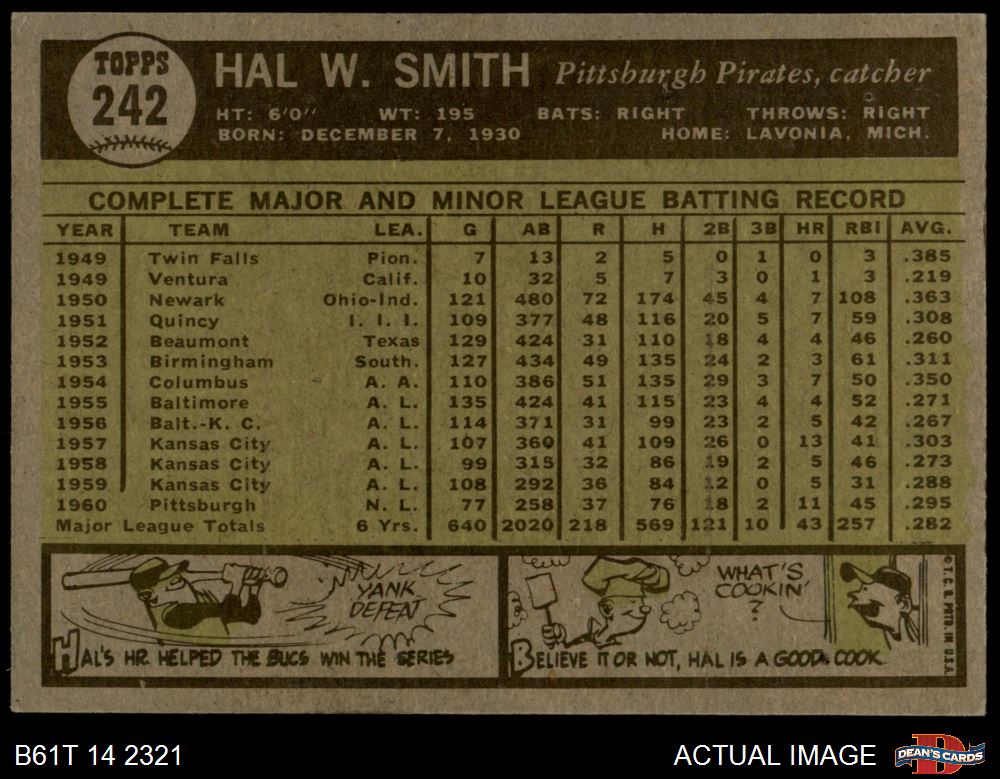 TOPPS
242
HAL W. SMITH Pittsburgh Pirates, catcher
HT: 6'0" WT: 195 BATS: RIGHT THROWS: RIGHT
BORN: DECEMBER 7, 1930 HOME: LAVONIA, MICH.
COMPLETE MAJOR AND MINOR LEAGUE BATTING RECORD
YEAR TEAM LEA. G AB R H 2B 3B HR RBI AVG.
1949 Twin Falls Pion. 7 13 2 5 0 1 0 3 .385
1949 Ventura Calif. 10 32 5 7 3 0 1 3 .219
1950 Newark Ohio-Ind. 121 480 72 174 45 4 7 108 .363
1951 Quincy I. I. I. 109 377 48 116 20 5 7 59 .308
1952 Beaumont Texas 129 424 31 110 18 4 4 46 .260
1953 Birmingham South. 127 434 49 135 24 2 3 61 .311
1954 Columbus A. A. 110 386 51 135 29 3 7 50 .350
1955 Baltimore A. L. 135 424 41 115 23 4 4 52 .271
1956 Balt.-K. C. A. L. 114 371 31 99 23 2 5 42 .267
1957 Kansas City A. L. 107 360 41 109 26 0 13 41 .303
1958 Kansas City A. L. 99 315 32 86 19 2 5 46 .273
1959 Kansas City A. L. 108 292 36 84 12 0 5 31 .288
1960 Pittsburgh N. L. 77 258 37 76 18 2 11 45 .295
Major League Totals 6 Yrs. 640 2020 218 569 121 10 43 257 .282
YANK
DEFEAT
HAL'S HR. HELPED THE BUCS WIN THE SERIES
WHAT'S
COOKIN'
?
BELIEVE IT OR NOT, HAL IS A GOOD COOK
© T. C. G. PRTD. IN U.S.A.
B61T 14 2321
ACTUAL IMAGE
DEAN'S CARDS